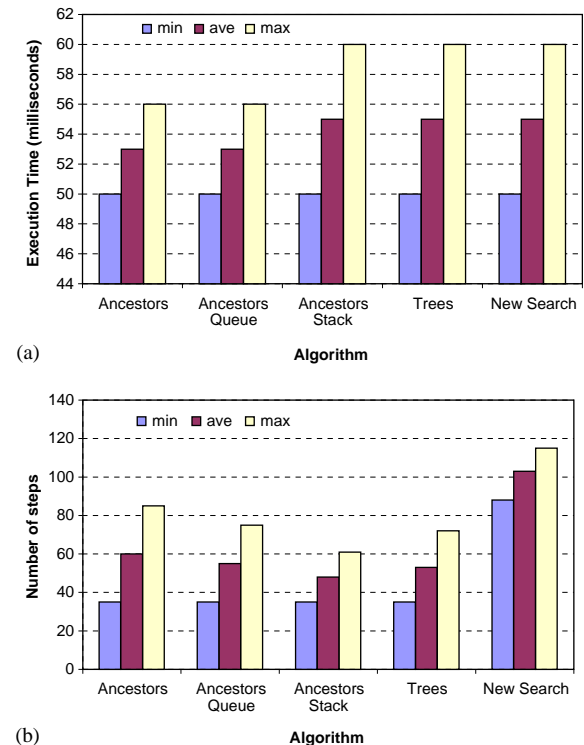 min ave max
60
58
56
54
52
50
48
46
44
Execution Time (milliseconds)
Ancestors
Ancestors Queue
Ancestors Stack
Trees
New Search
(a)
Algorithm
min ave max
140
120
100
80
60
40
20
0
Number of steps
Ancestors
Ancestors Queue
Ancestors Stack
Trees
New Search
(b)
Algorithm